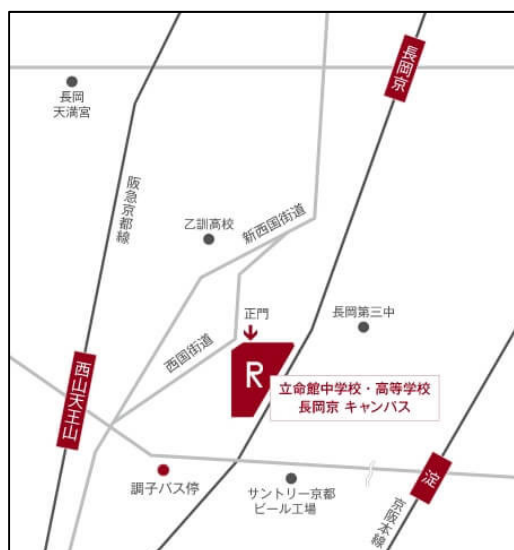 長岡京
長岡
天満宮
阪急京都線
乙訓高校
新西国街道
正門
長岡第三中
西国街道
R
立命館中学校・高等学校
長岡京 キャンパス
西山天王山
調子バス停
サントリー京都
ビール工場
淀
京阪本線